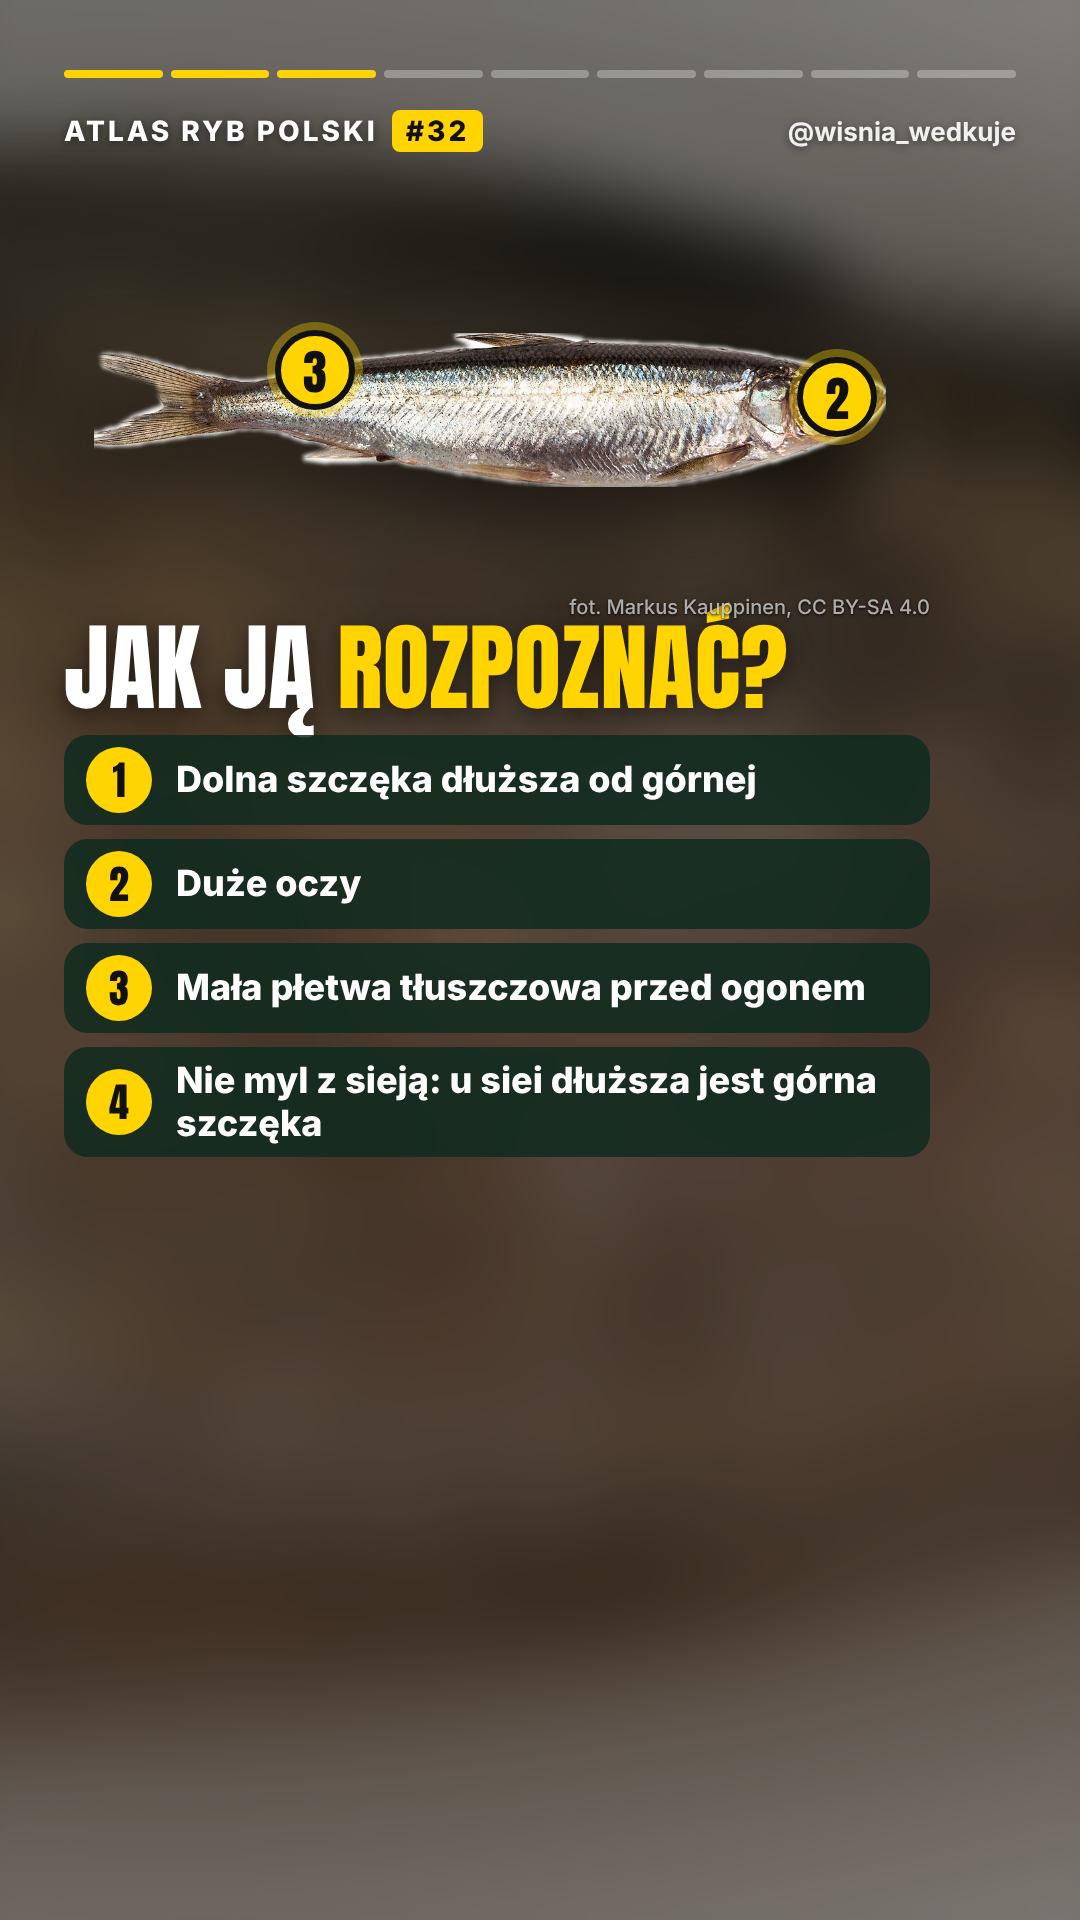 ATLAS RYB POLSKI #32
@wisnia_wedkuje
3
2
fot. Markus Kauppinen, CC BY-SA 4.0
JAK JĄ ROZPOZNAĆ?
1 Dolna szczęka dłuższa od górnej
2 Duże oczy
3 Mała płetwa tłuszczowa przed ogonem
4 Nie myl z sieją: u siei dłuższa jest górna
szczęka